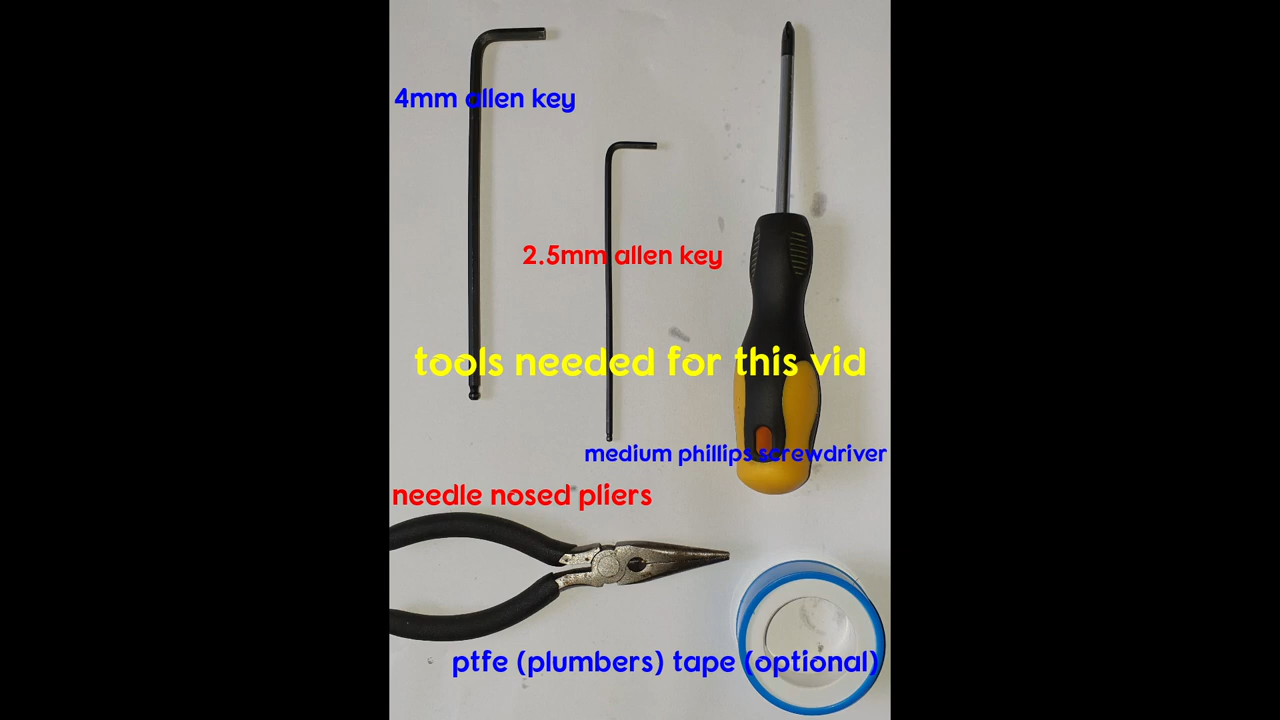 4mm allen key
2.5mm allen key
tools needed for this vid
medium phillips screwdriver
needle nosed pliers
ptfe (plumbers) tape (optional)